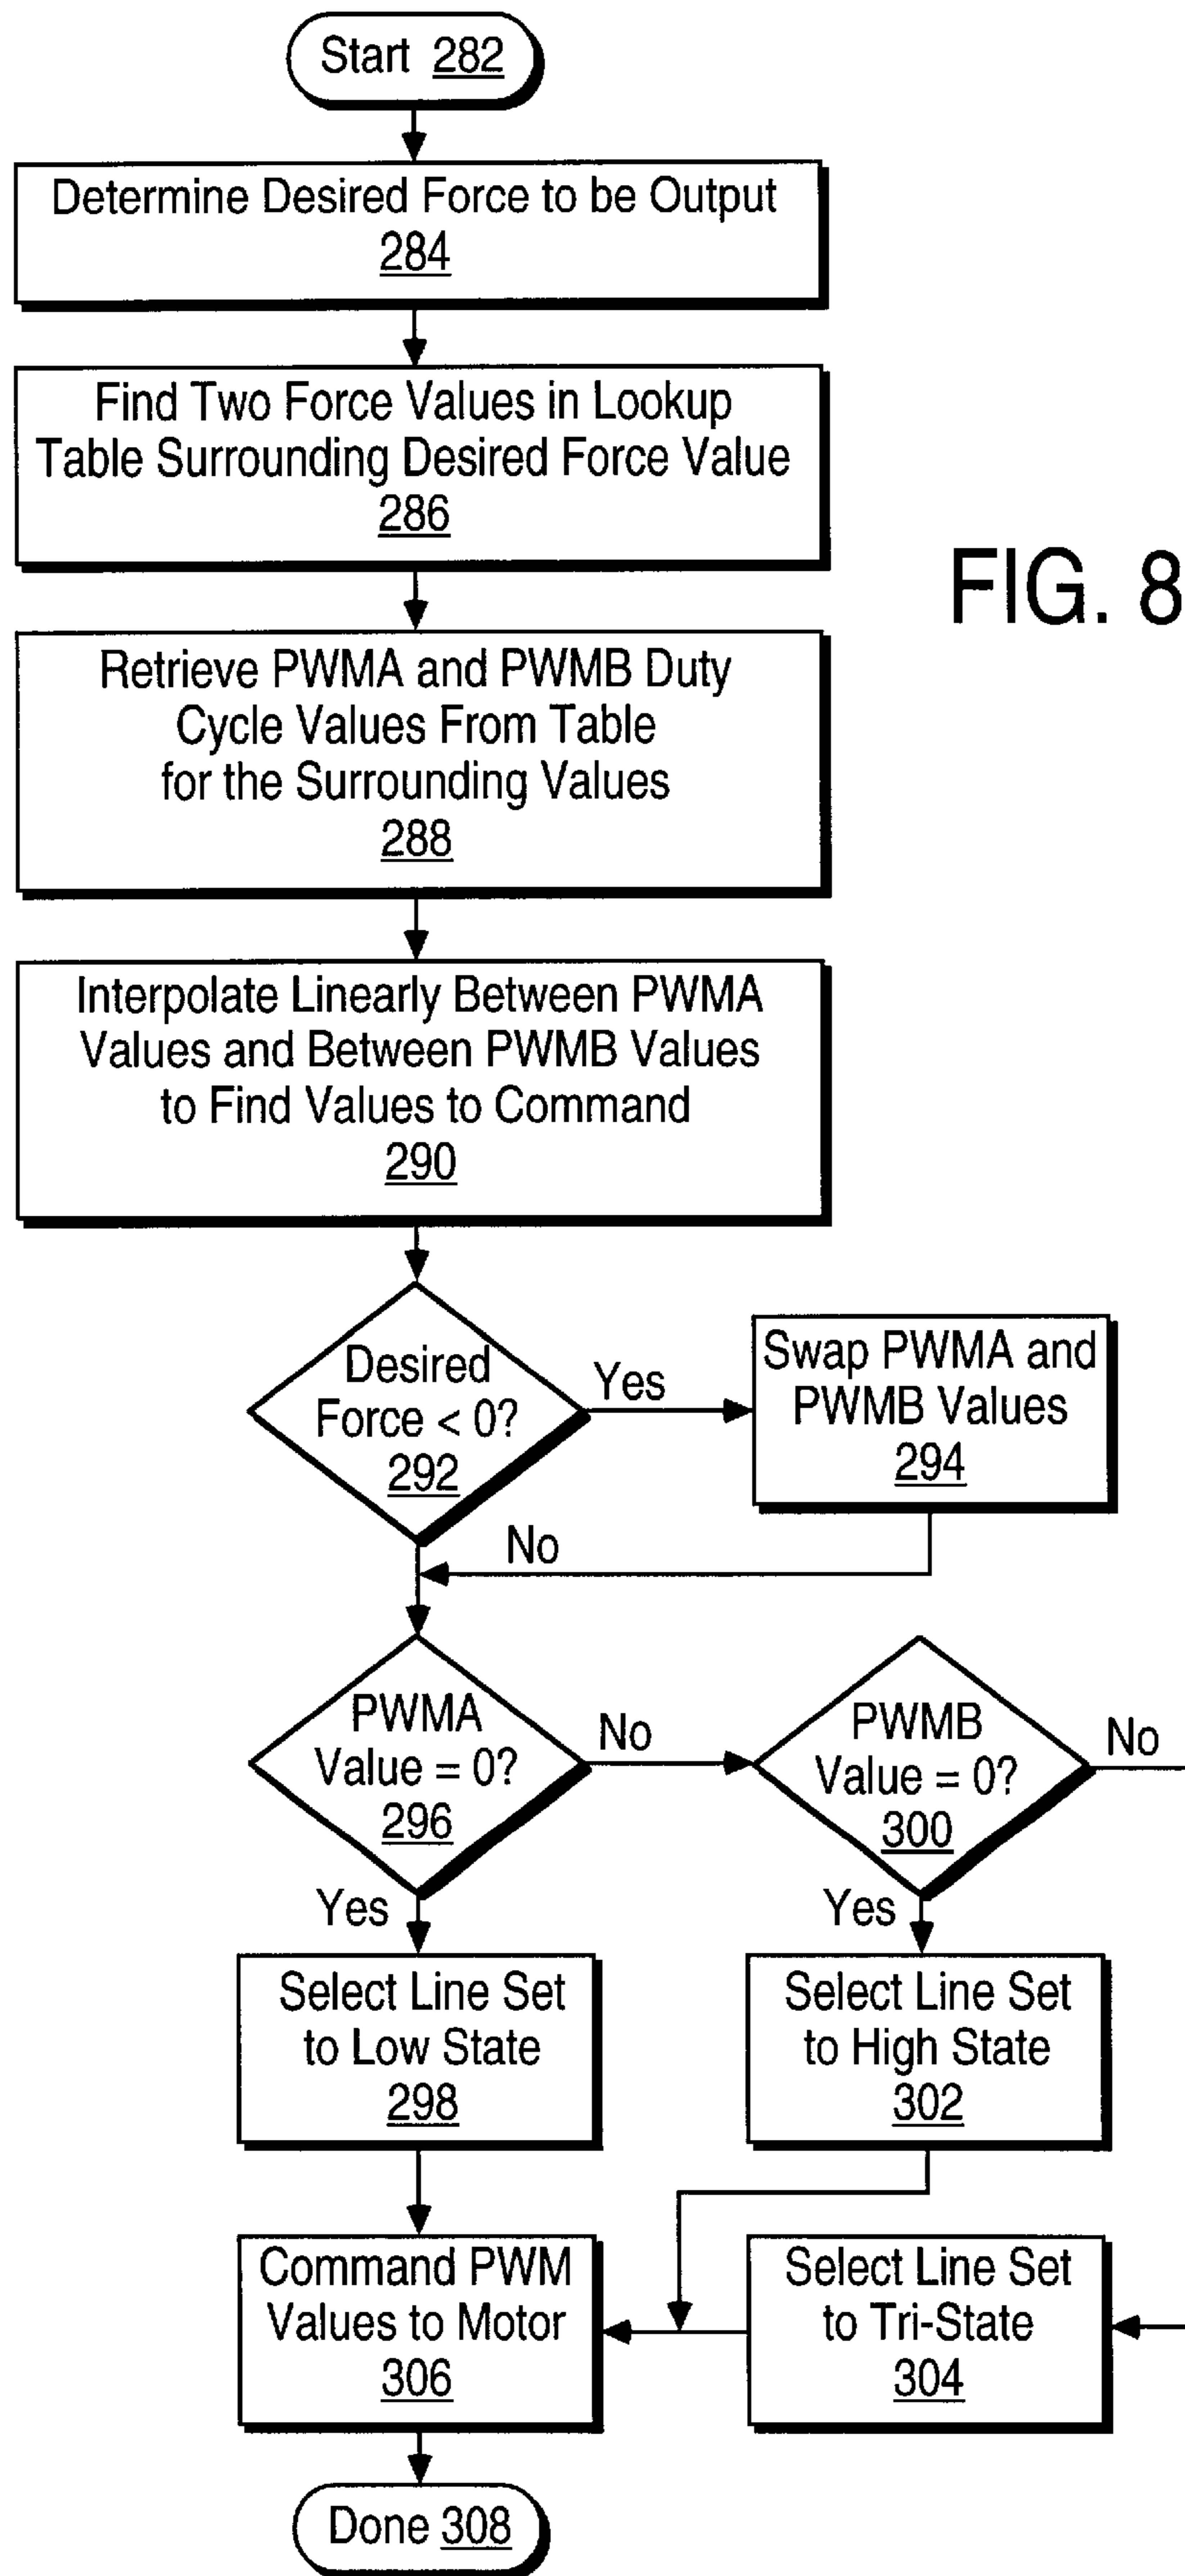 Start 282
Determine Desired Force to be Output
284
Find Two Force Values in Lookup
Table Surrounding Desired Force Value
286
FIG. 8
Retrieve PWMA and PWMB Duty
Cycle Values From Table
for the Surrounding Values
288
Interpolate Linearly Between PWMA
Values and Between PWMB Values
to Find Values to Command
290
Desired
Force < 0?
292
Yes
Swap PWMA and
PWMB Values
294
No
PWMA
Value = 0?
296
No
PWMB
Value = 0?
300
No
Yes
Select Line Set
to Low State
298
Yes
Select Line Set
to High State
302
Command PWM
Values to Motor
306
Select Line Set
to Tri-State
304
Done 308